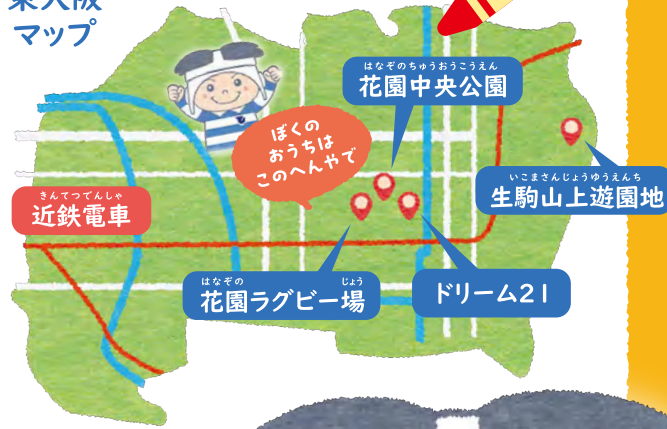 東大阪
マップ
はなぞのちゅうおうこうえん
花園中央公園
ぼくの
おうちは
このへんやで
いこまさんじょうゆうえんち
生駒山上遊園地
きんてつでんしゃ
近鉄電車
はなぞの じょう
花園ラグビー場
ドリーム21